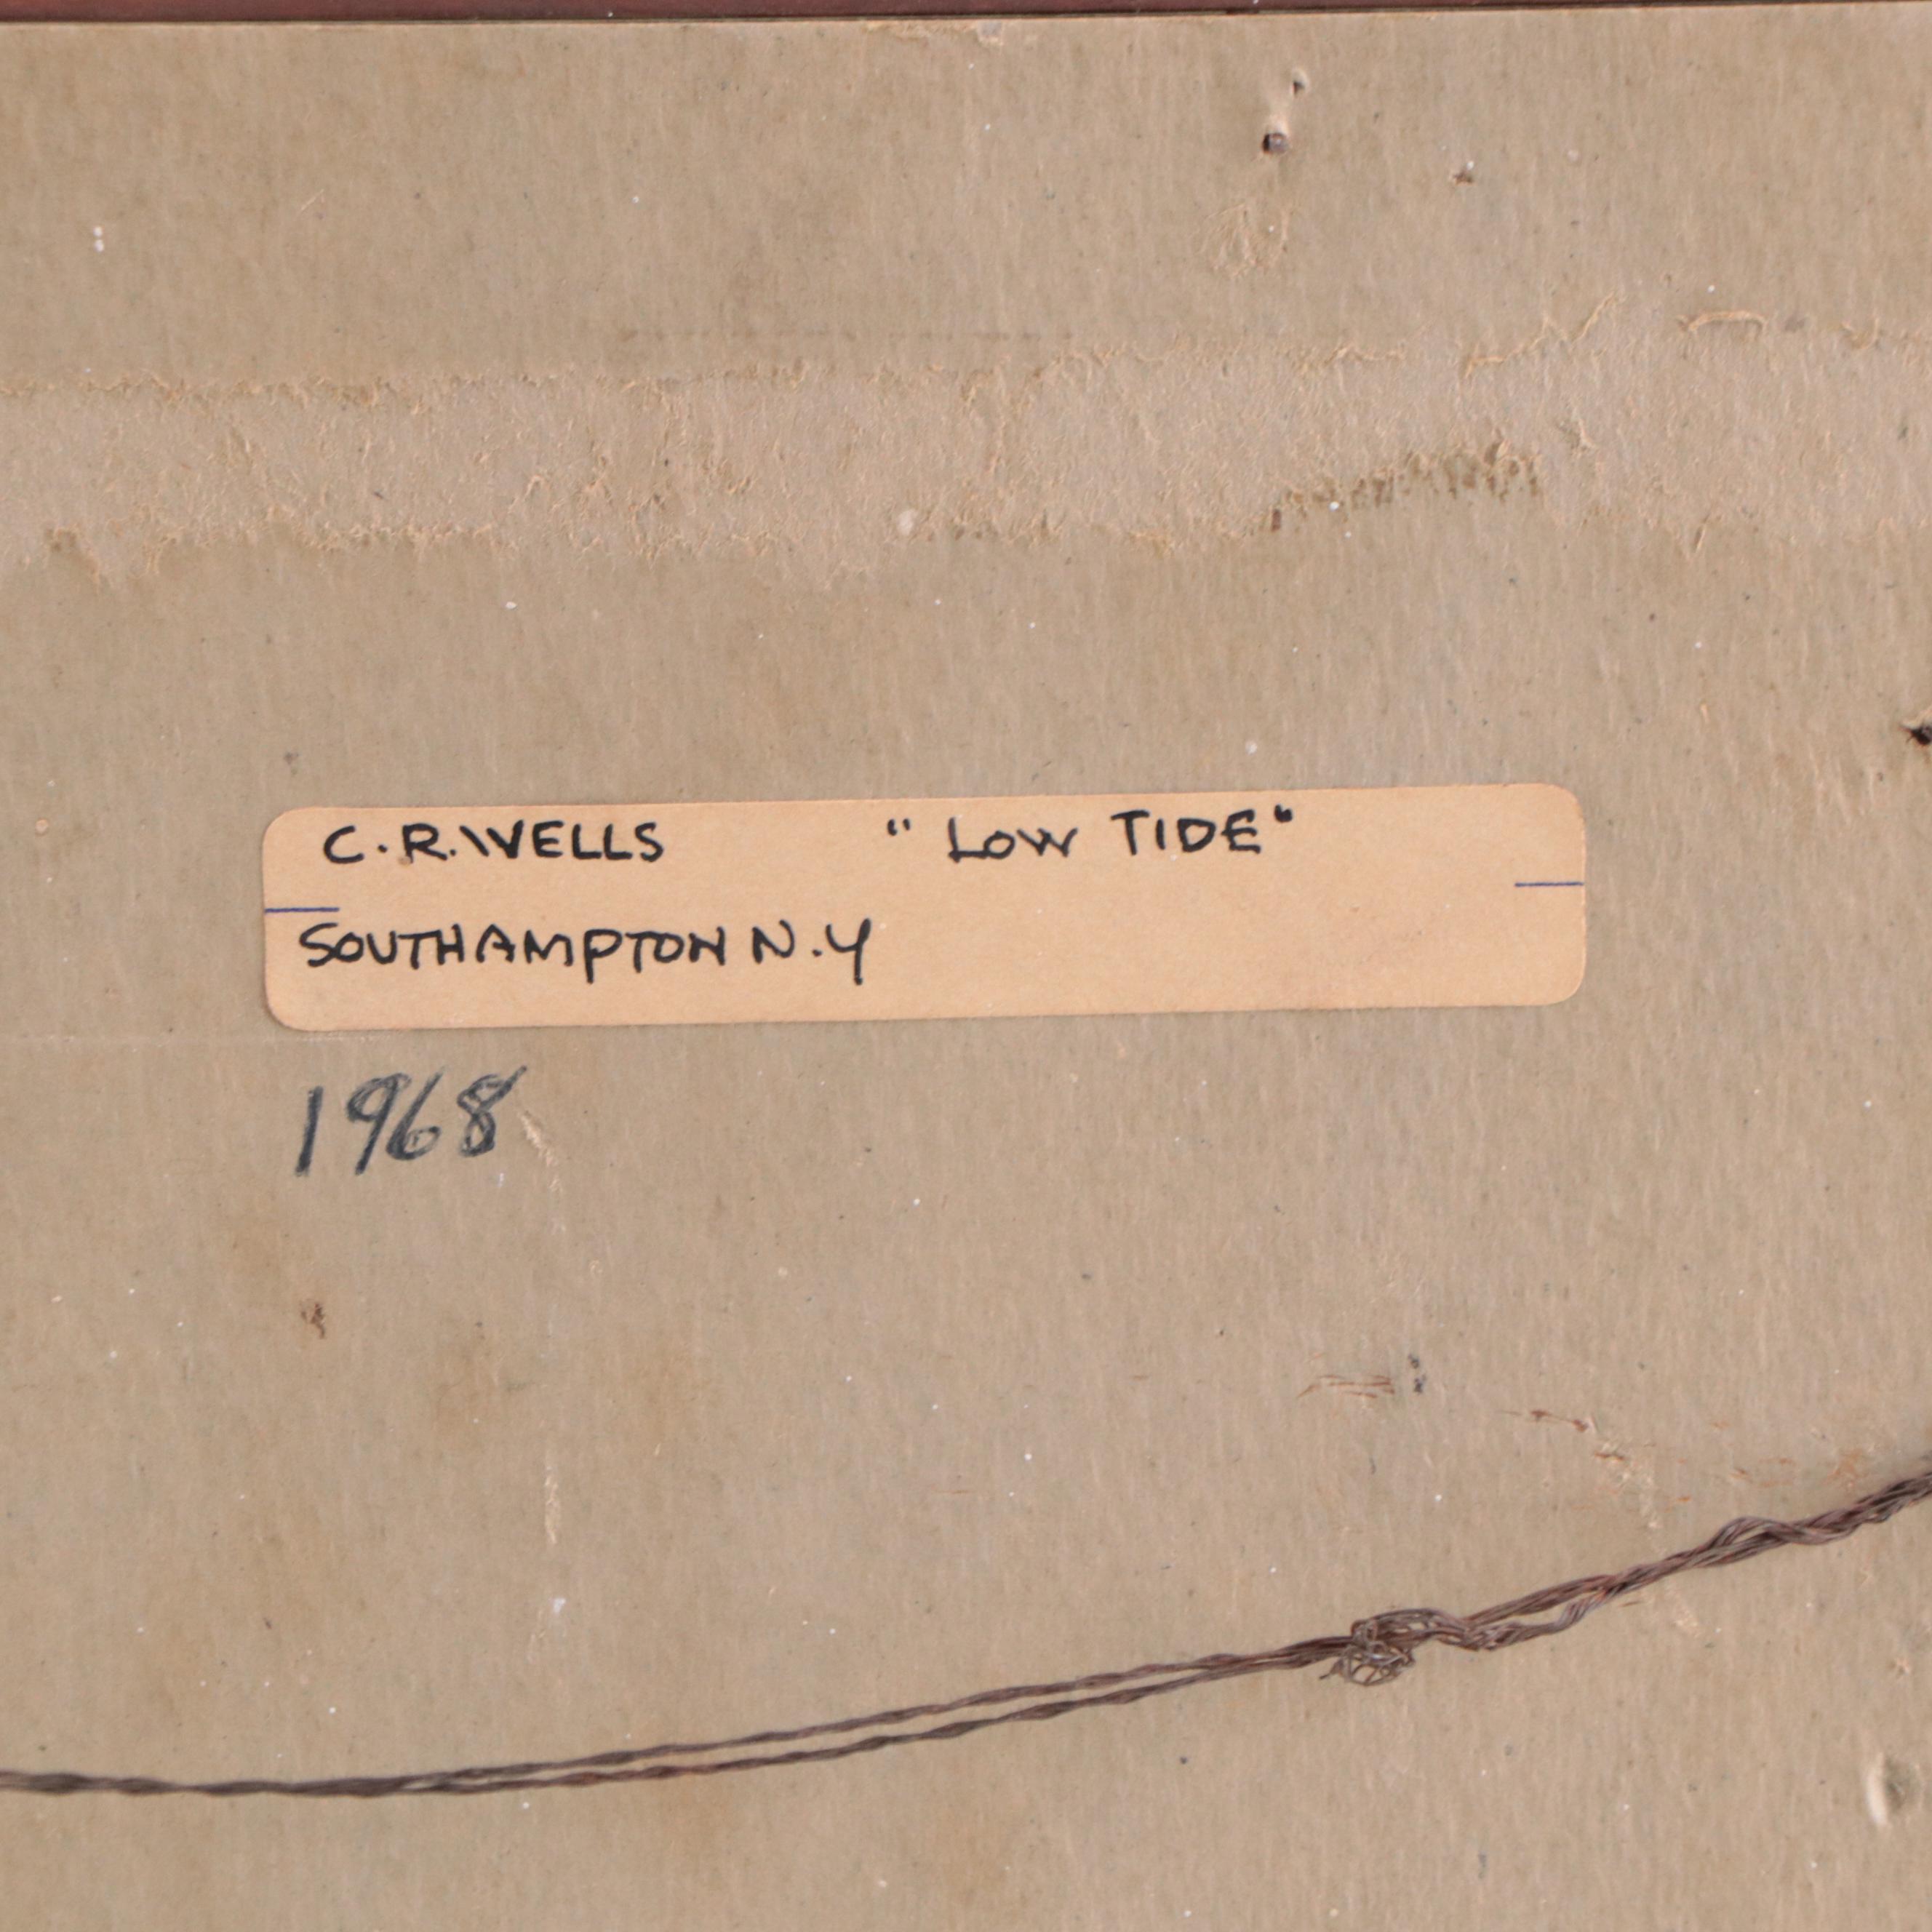 C.R.WELLS "LOW TIDE"
SOUTHAMPTON N.Y
1968